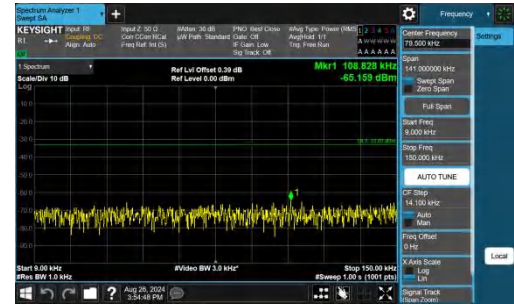 Spectrum Analyzer 1
Swept SA
Frequency
KEYSIGHT
Input: RF
Coupling: DC
Align: Auto
Input Z: 50 Ω
Corr CCorr RCal
Freq Ref: Int (S)
#Atten: 30 dB
µW Path: Standard
PNO: Best Close
Gate: Off
IF Gain: Low
Sig Track: Off
#Avg Type: Power (RMS)
Avg|Hold: 1/1
Trig: Free Run
1 Spectrum
Scale/Div 10 dB
Log
Ref Lvl Offset 0.39 dB
Ref Level 0.00 dBm
Mkr1 108.828 kHz
-65.159 dBm
1
Start 9.00 kHz
#Res BW 1.0 kHz
#Video BW 3.0 kHz*
Stop 150.00 kHz
#Sweep 1.00 s (1001 pts)
Aug 26, 2024
3:54:48 PM
Center Frequency
79.500 kHz
Settings
Span
141.000000 kHz
Swept Span
Zero Span
Full Span
Start Freq
9.000 kHz
Stop Freq
150.000 kHz
AUTO TUNE
CF Step
14.100 kHz
Auto
Man
Freq Offset
0 Hz
X Axis Scale
Log
Lin
Local
Signal Track
(Span Zoom)